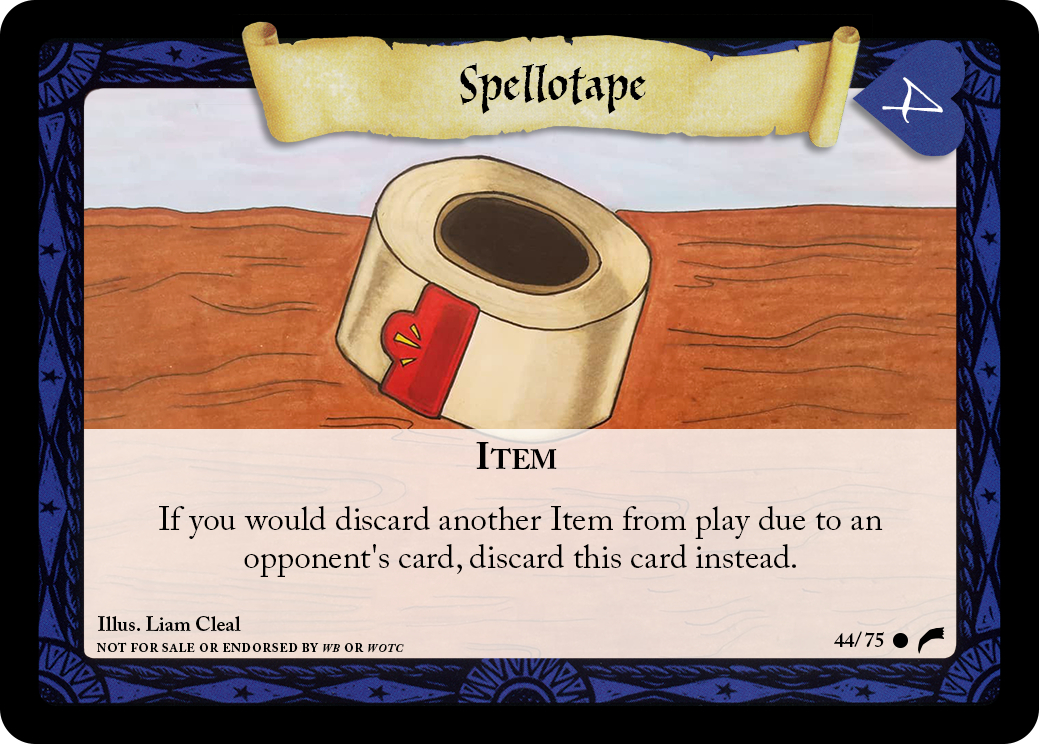 Spellotape
4
ITEM
If you would discard another Item from play due to an
opponent's card, discard this card instead.
Illus. Liam Cleal
NOT FOR SALE OR ENDORSED BY WB OR WOTC
44/75